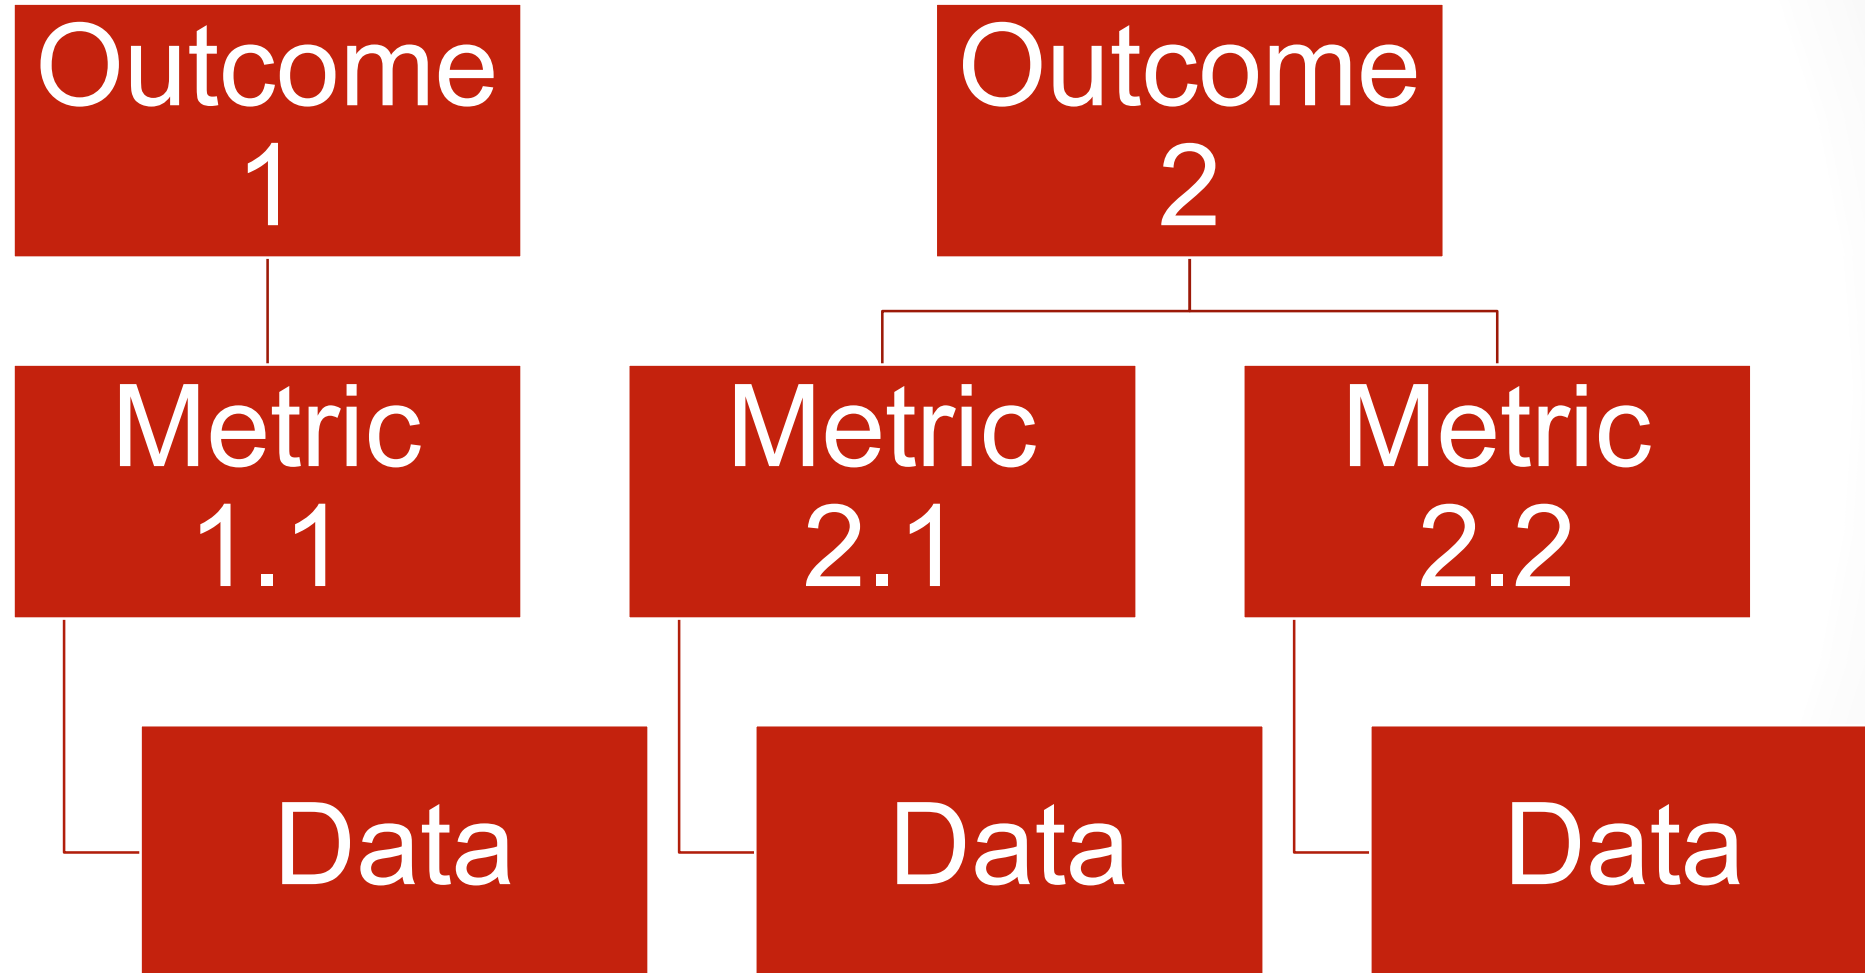 Outcome
1
Outcome
2
Metric
1.1
Metric
2.1
Metric
2.2
Data
Data
Data